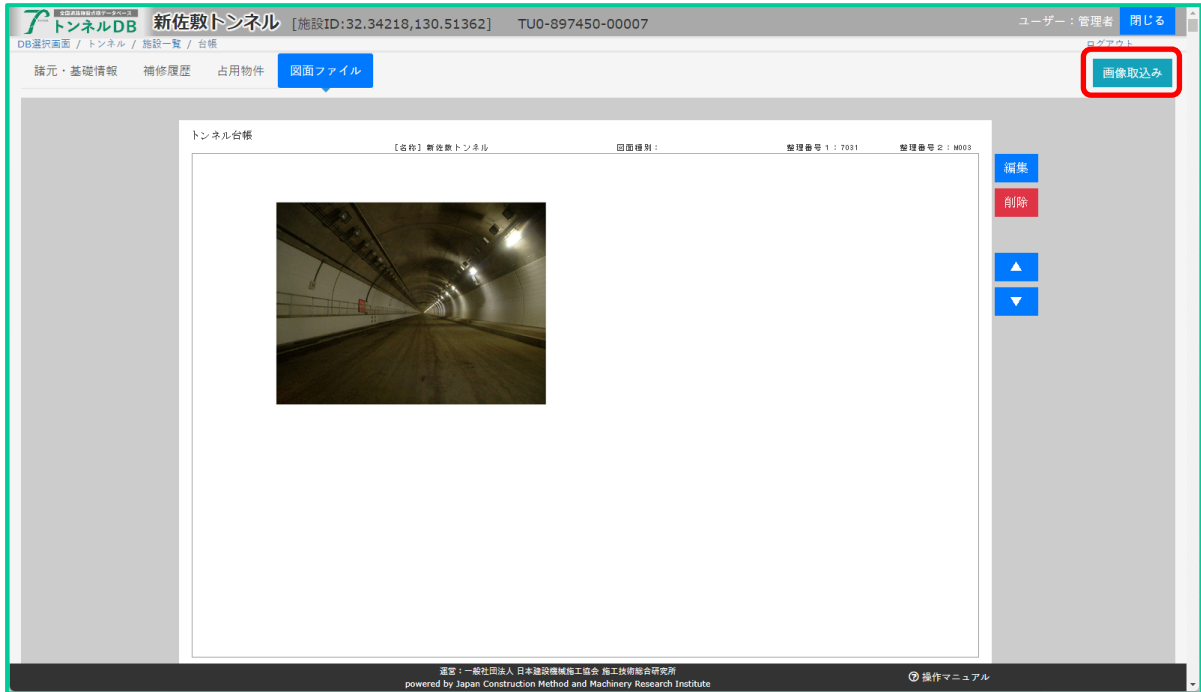 全国道路施設点検データベース
トンネルDB
新佐敷トンネル [施設ID:32.34218,130.51362] TU0-897450-00007
ユーザー：管理者 閉じる
DB選択画面 / トンネル / 施設一覧 / 台帳
ログアウト
諸元・基礎情報 補修履歴 占用物件 図面ファイル
画像取込み
トンネル台帳
[名称] 新佐敷トンネル 図面種別： 整理番号1：7031 整理番号2：M003
編集
削除
▲
▼
運営：一般社団法人 日本建設機械施工協会 施工技術総合研究所
powered by Japan Construction Method and Machinery Research Institute
? 操作マニュアル